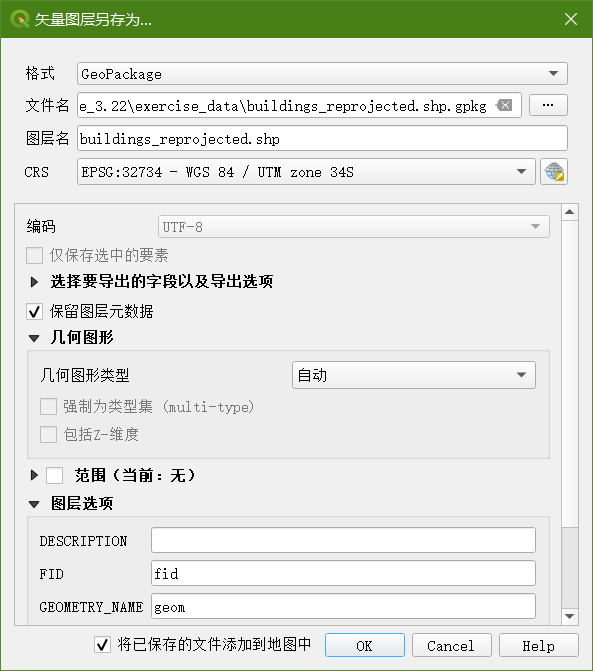 矢量图层另存为...
格式 GeoPackage
文件名 e_3.22\exercise_data\buildings_reprojected.shp.gpkg ...
图层名 buildings_reprojected.shp
CRS EPSG:32734 - WGS 84 / UTM zone 34S
编码 UTF-8
仅保存选中的要素
选择要导出的字段以及导出选项
保留图层元数据
几何图形
几何图形类型 自动
强制为类型集 (multi-type)
包括Z-维度
范围（当前：无）
图层选项
DESCRIPTION
FID fid
GEOMETRY_NAME geom
将已保存的文件添加到地图中 OK Cancel Help